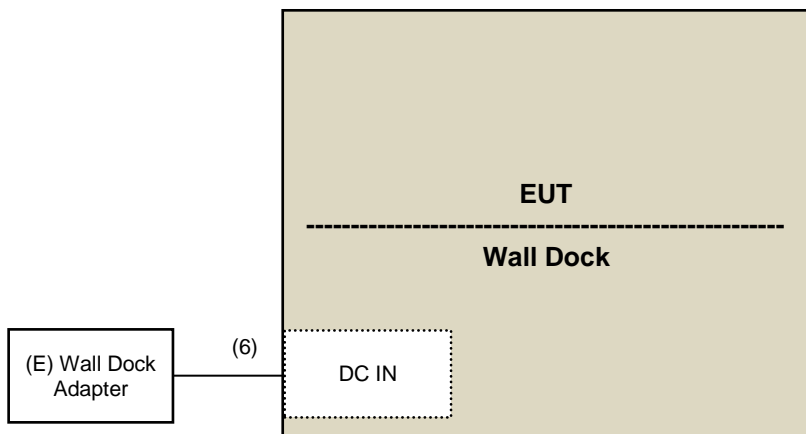 EUT
Wall Dock
(E) Wall Dock
Adapter
(6)
DC IN